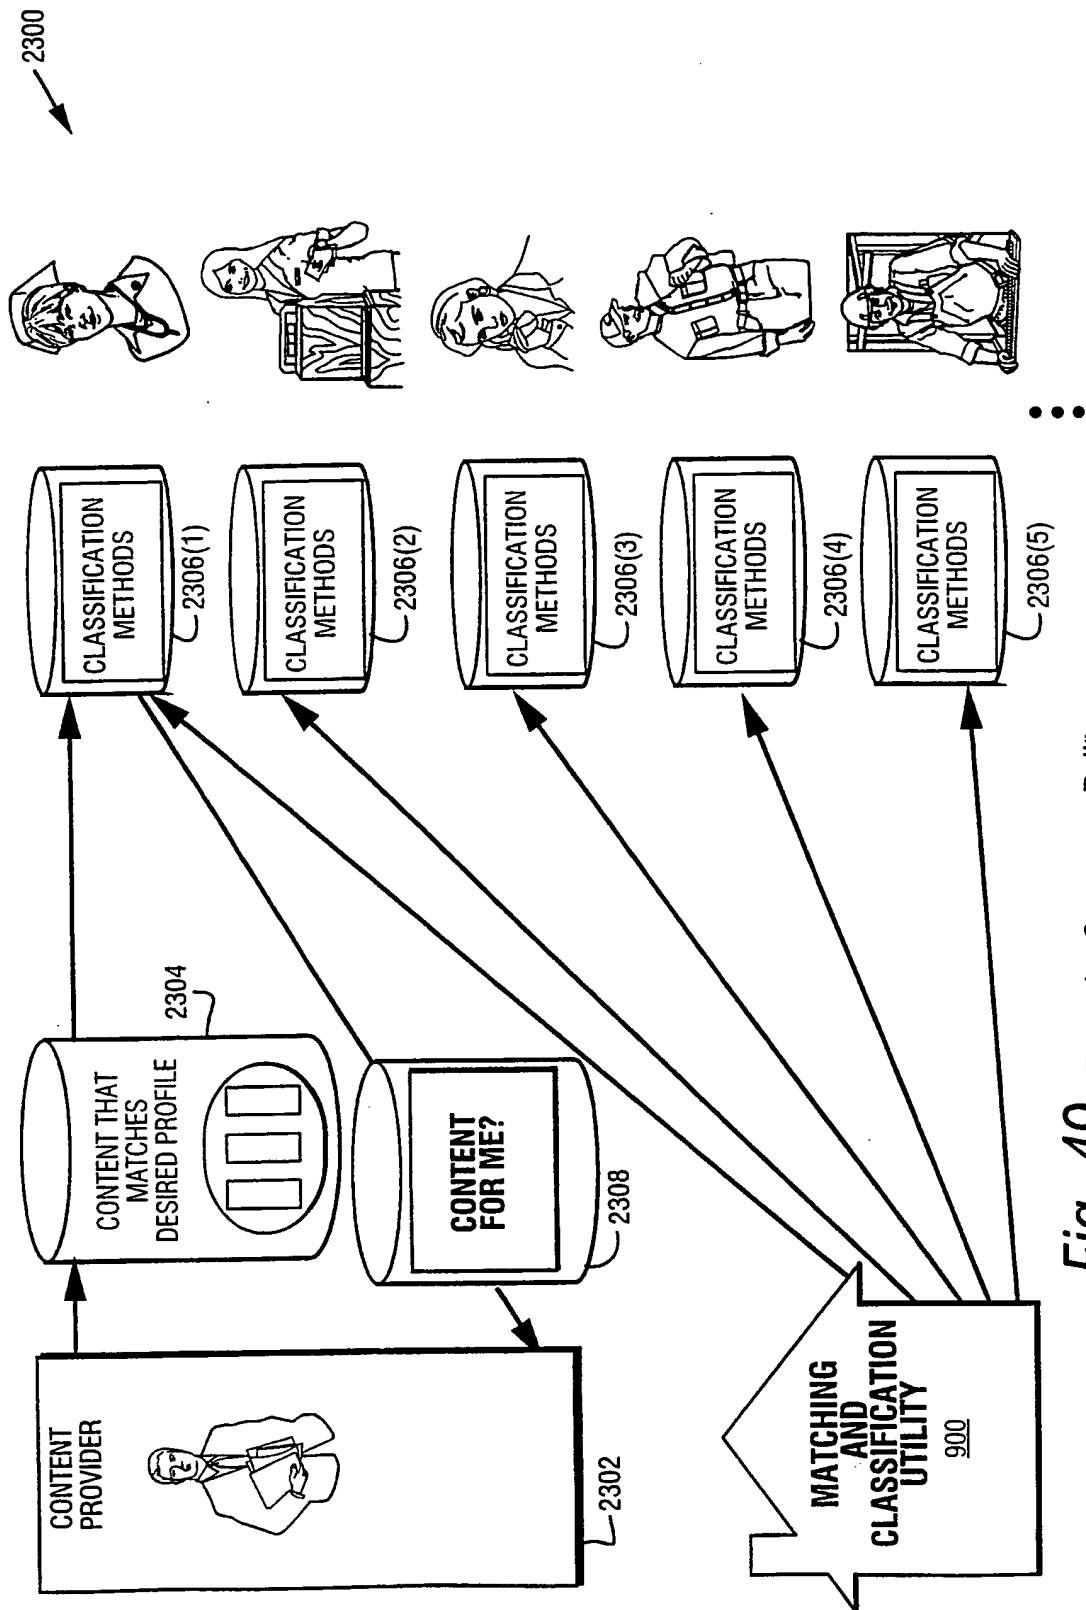 2300
CONTENT
PROVIDER
2302
CONTENT THAT
MATCHES
DESIRED PROFILE
2304
CONTENT
FOR ME?
2308
CLASSIFICATION
METHODS
2306(1)
CLASSIFICATION
METHODS
2306(2)
CLASSIFICATION
METHODS
2306(3)
CLASSIFICATION
METHODS
2306(4)
CLASSIFICATION
METHODS
2306(5)
MATCHING
AND
CLASSIFICATION
UTILITY
900